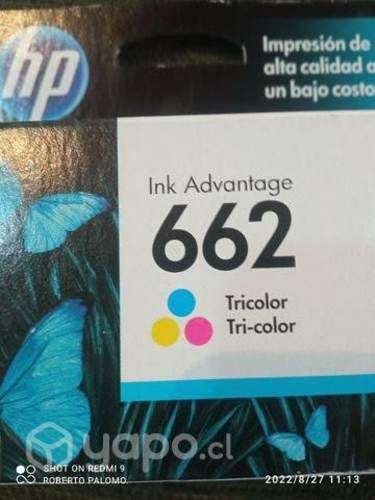 hp
Impresión de
alta calidad a
un bajo costo
Ink Advantage
662
Tricolor
Tri-color
yapo.cl
SHOT ON REDMI 9
ROBERTO PALOMO.
2022/8/27 11:13